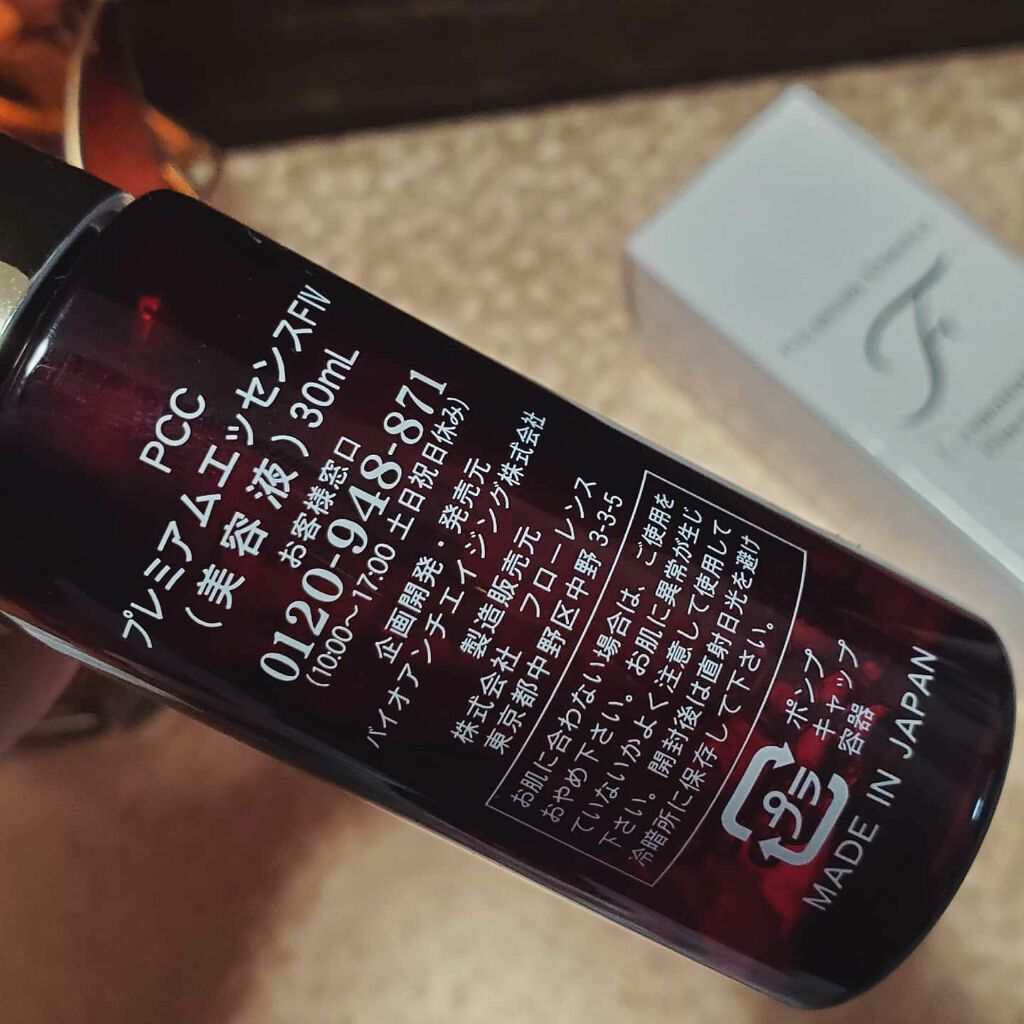 PCC
プレミアムエッセンスFⅣ
(美容液) 30mL
お客様窓口
0120-948-871
(10:00～17:00 土日祝日休み)
企画開発・発売元
バイオアンチエイジング株式会社
製造販売元
株式会社 フローレンス
東京都中野区中野 3-3-5
お肌に合わない場合は、ご使用を
おやめ下さい。お肌に異常が生じ
ていないかよく注意して使用して
下さい。開封後は直射日光を避け
冷暗所に保存して下さい。
プラ
ポンプ
キャップ
容器
MADE IN JAPAN